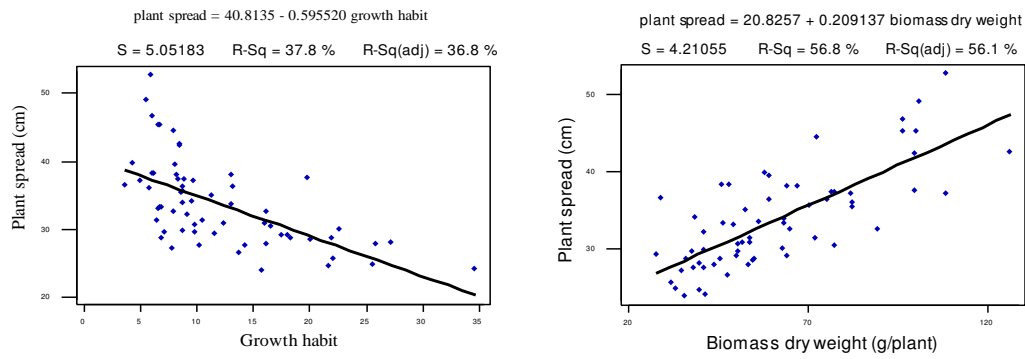 plant spread = 40.8135 - 0.595520 growth habit
S = 5.05183 R-Sq = 37.8 % R-Sq(adj) = 36.8 %
Plant spread (cm)
50
40
30
20
0 5 10 15 20 25 30 35
Growth habit
plant spread = 20.8257 + 0.209137 biomass dry weight
S = 4.21055 R-Sq = 56.8 % R-Sq(adj) = 56.1 %
Plant spread (cm)
50
40
30
20 70 120
Biomass dry weight (g/plant)